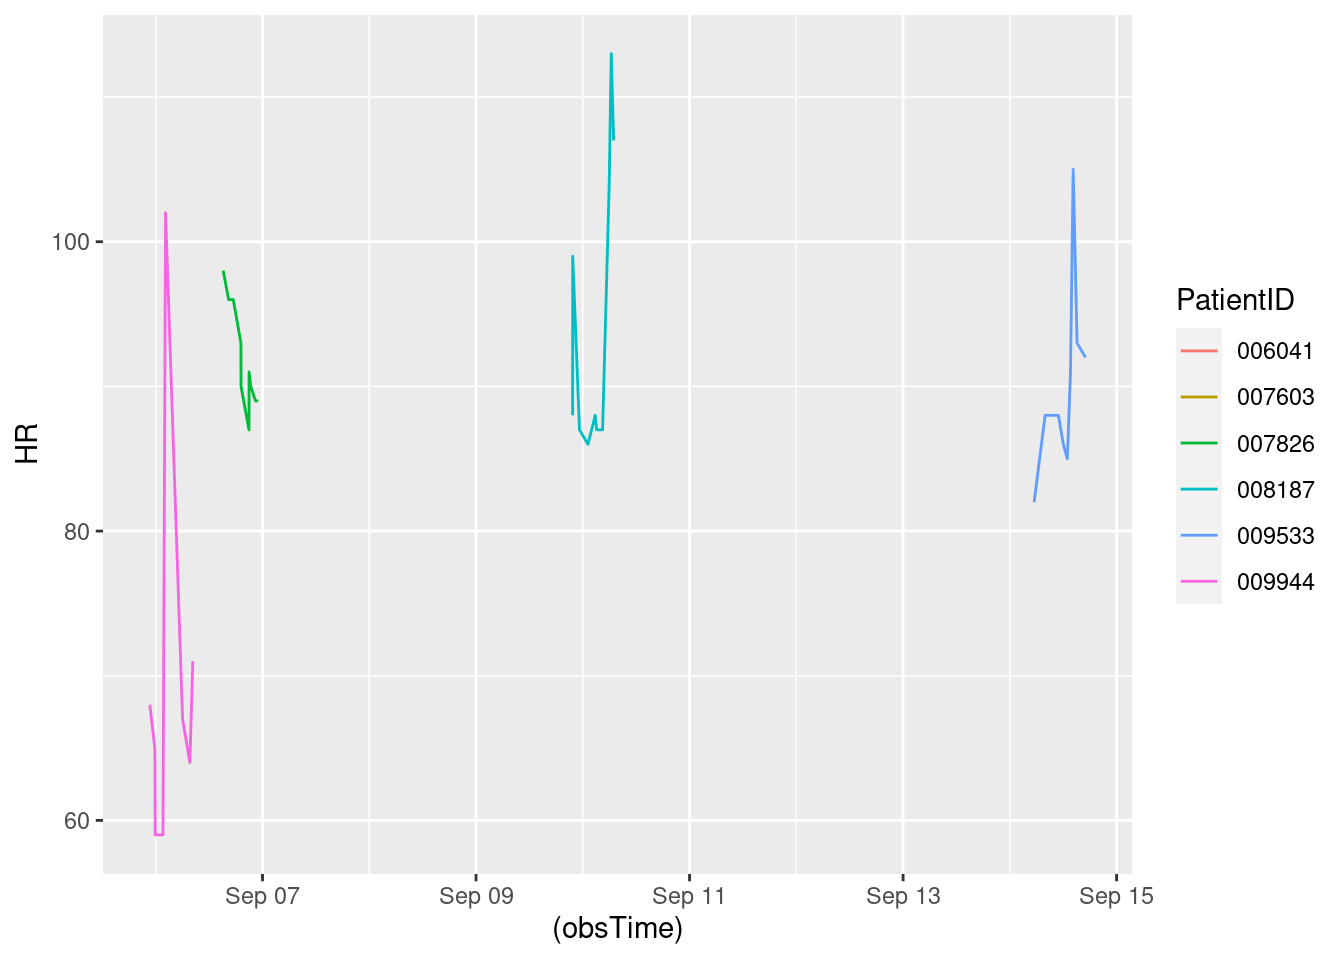 100
80
60
HR
Sep 07
Sep 09
Sep 11
Sep 13
Sep 15
(obsTime)
PatientID
006041
007603
007826
008187
009533
009944